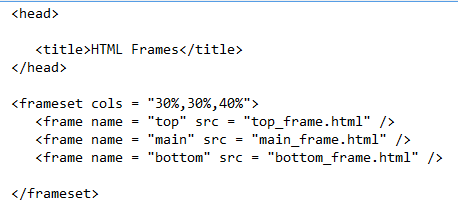 <head>
<title>HTML Frames</title>
</head>
<frameset cols = "30%,30%,40%">
<frame name = "top" src = "top_frame.html" />
<frame name = "main" src = "main_frame.html" />
<frame name = "bottom" src = "bottom_frame.html" />
</frameset>